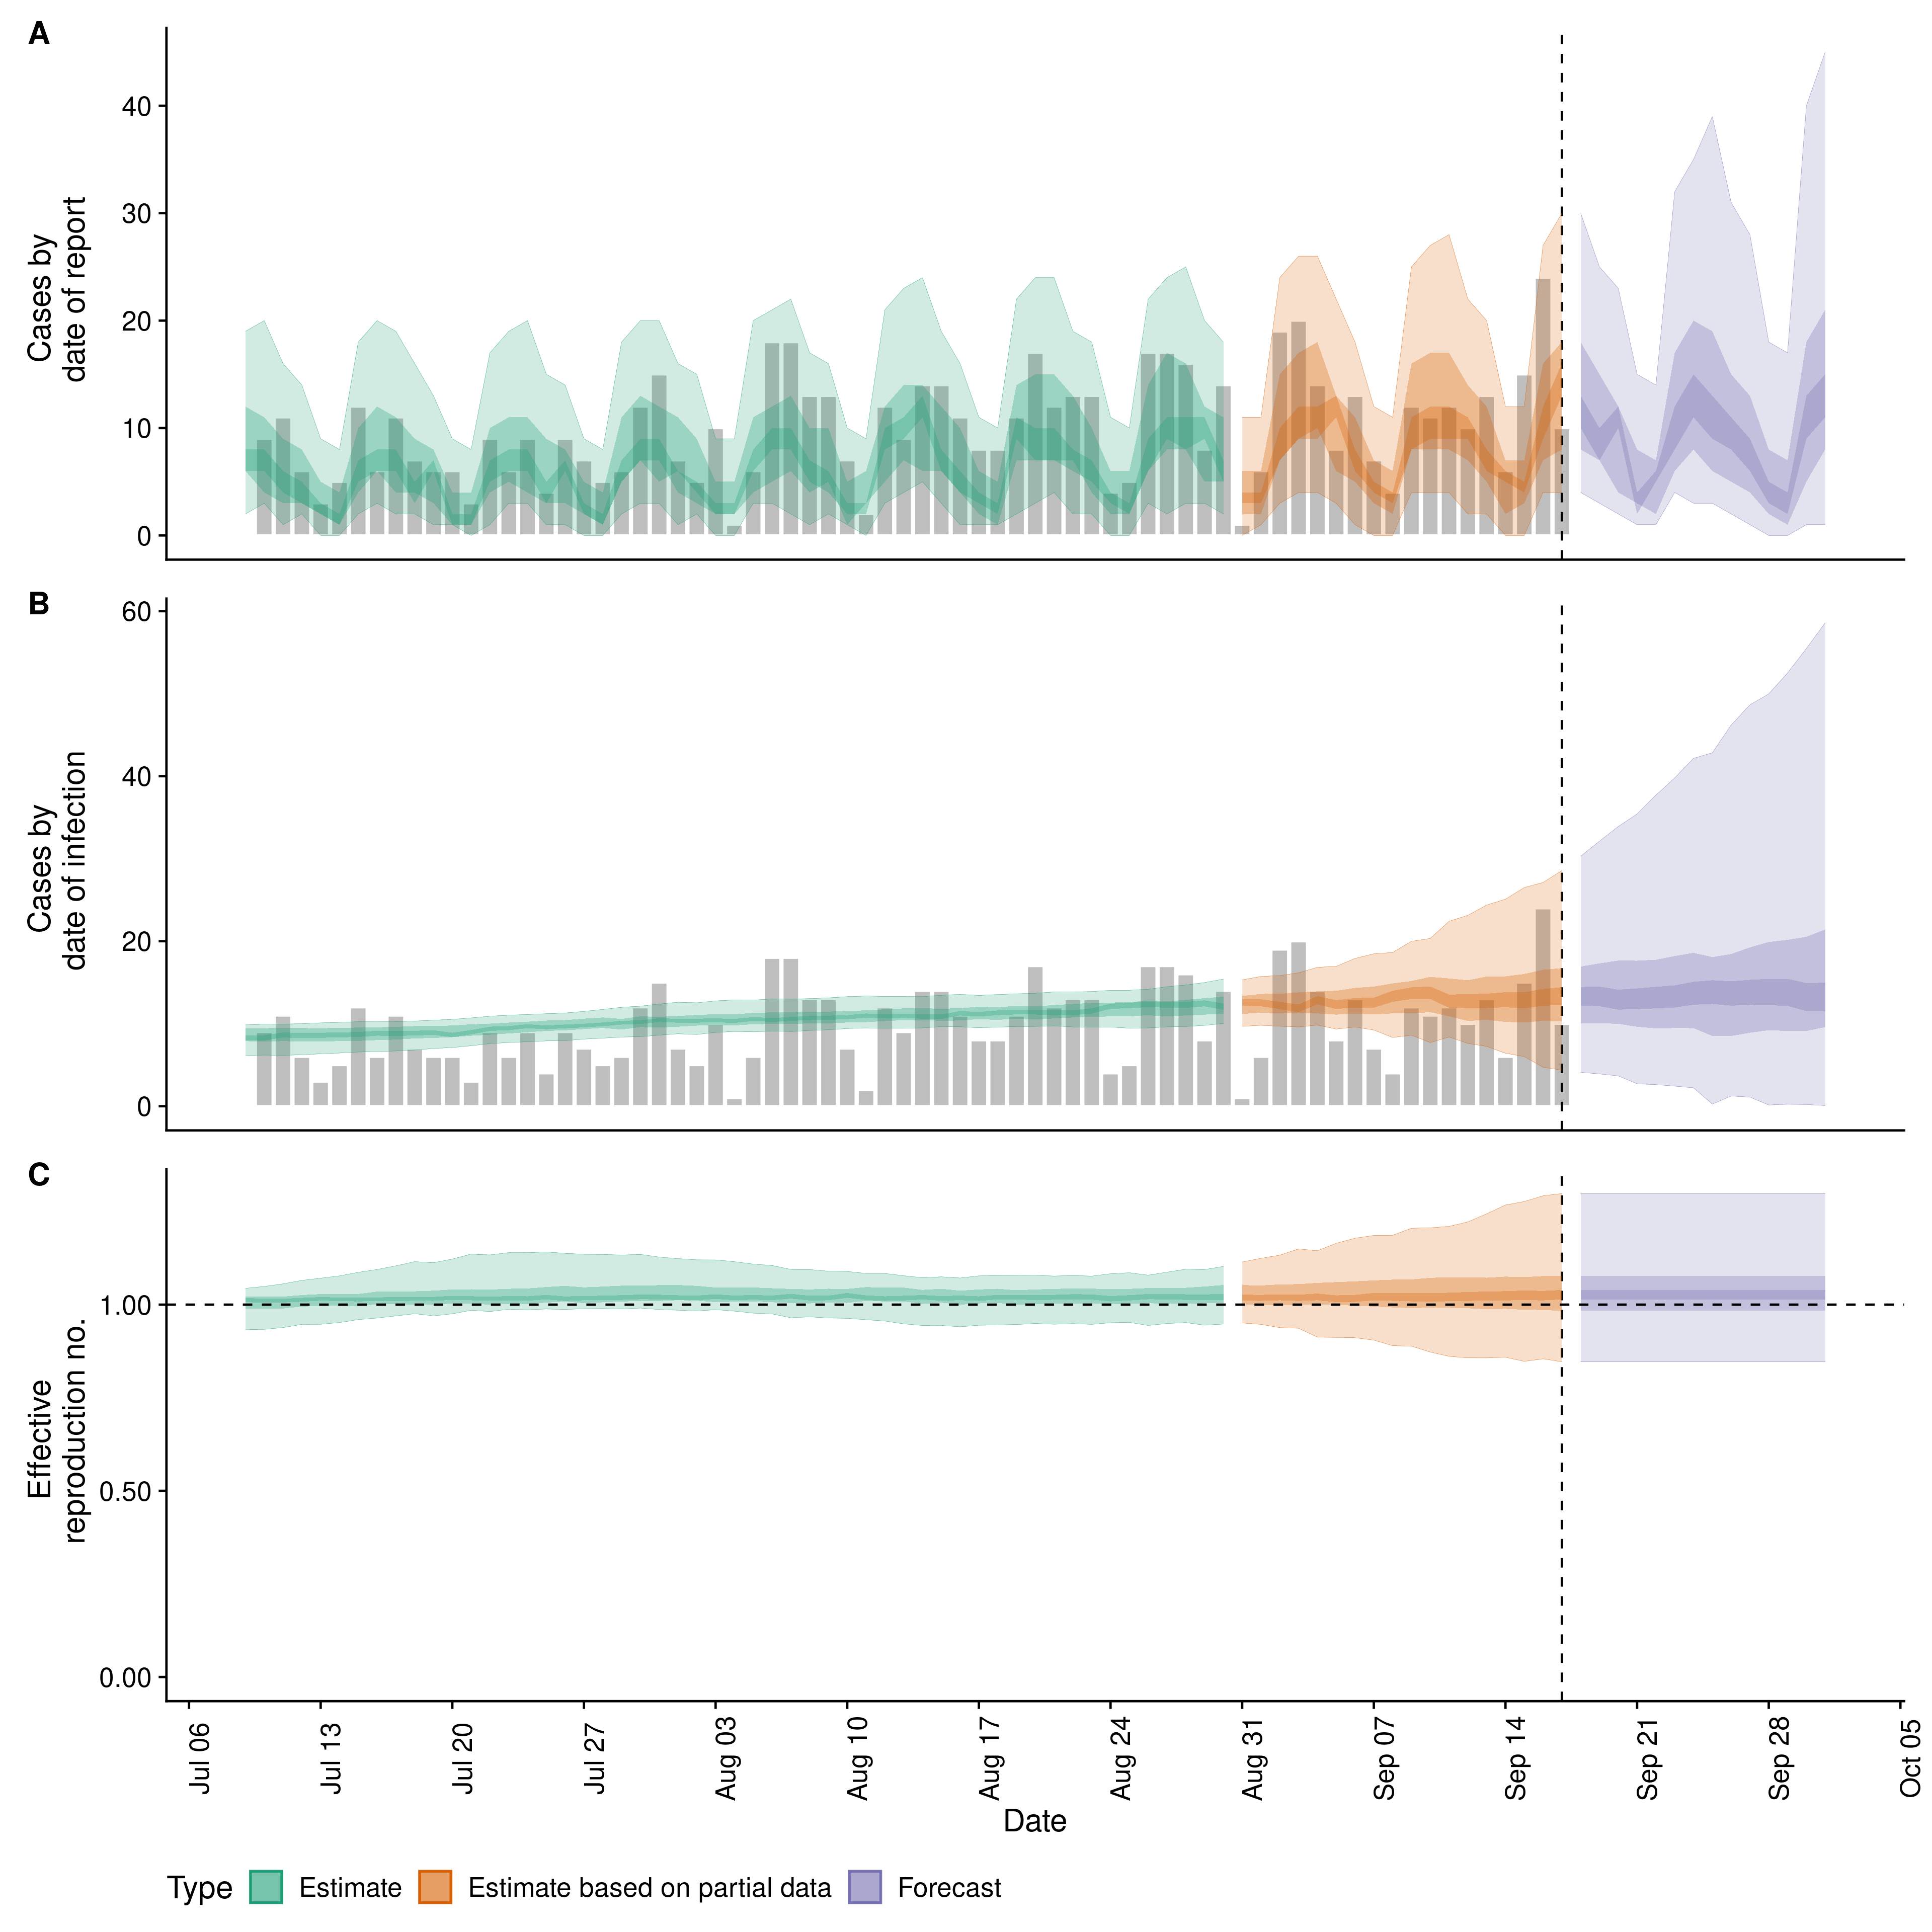 A
Cases by
date of report
40
30
20
10
0
B
Cases by
date of infection
60
40
20
0
C
Effective
reproduction no.
1.00
0.50
0.00
Jul 06
Jul 13
Jul 20
Jul 27
Aug 03
Aug 10
Aug 17
Aug 24
Aug 31
Sep 07
Sep 14
Sep 21
Sep 28
Oct 05
Date
Type Estimate Estimate based on partial data Forecast